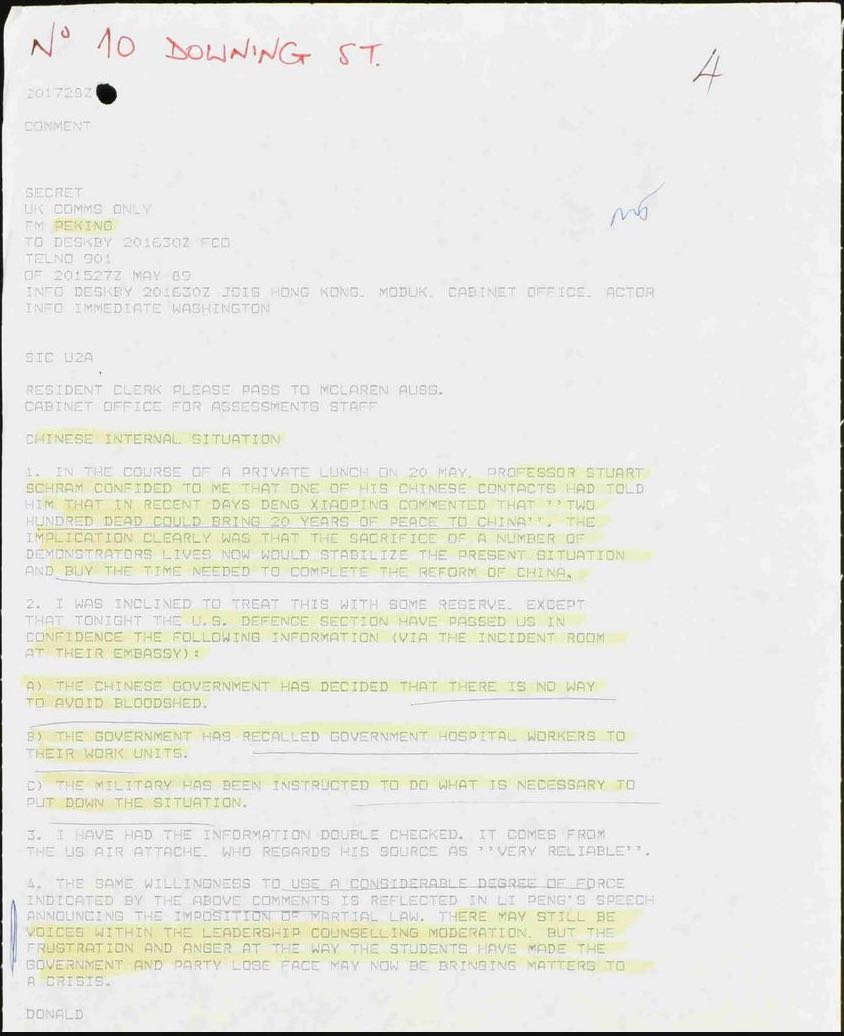 Nº 10 DOWNING ST.
4
201728Z
COMMENT
SECRET
UK COMMS ONLY
FM PEKING
TO DESKBY 201630Z FCO
TELNO 901
OF 201527Z MAY 89
INFO DESKBY 201630Z JSIS HONG KONG, MODUK, CABINET OFFICE, ACTOR
INFO IMMEDIATE WASHINGTON
SIC U2A
RESIDENT CLERK PLEASE PASS TO MCLAREN AUSS.
CABINET OFFICE FOR ASSESSMENTS STAFF
CHINESE INTERNAL SITUATION
1. IN THE COURSE OF A PRIVATE LUNCH ON 20 MAY, PROFESSOR STUART
SCHRAM CONFIDED TO ME THAT ONE OF HIS CHINESE CONTACTS HAD TOLD
HIM THAT IN RECENT DAYS DENG XIAOPING COMMENTED THAT ''TWO
HUNDRED DEAD COULD BRING 20 YEARS OF PEACE TO CHINA''. THE
IMPLICATION CLEARLY WAS THAT THE SACRIFICE OF A NUMBER OF
DEMONSTRATORS LIVES NOW WOULD STABILIZE THE PRESENT SITUATION
AND BUY THE TIME NEEDED TO COMPLETE THE REFORM OF CHINA.
2. I WAS INCLINED TO TREAT THIS WITH SOME RESERVE, EXCEPT
THAT TONIGHT THE U.S. DEFENCE SECTION HAVE PASSED US IN
CONFIDENCE THE FOLLOWING INFORMATION (VIA THE INCIDENT ROOM
AT THEIR EMBASSY):
A) THE CHINESE GOVERNMENT HAS DECIDED THAT THERE IS NO WAY
TO AVOID BLOODSHED.
B) THE GOVERNMENT HAS RECALLED GOVERNMENT HOSPITAL WORKERS TO
THEIR WORK UNITS.
C) THE MILITARY HAS BEEN INSTRUCTED TO DO WHAT IS NECESSARY TO
PUT DOWN THE SITUATION.
3. I HAVE HAD THE INFORMATION DOUBLE CHECKED. IT COMES FROM
THE US AIR ATTACHE, WHO REGARDS HIS SOURCE AS ''VERY RELIABLE''.
4. THE SAME WILLINGNESS TO USE A CONSIDERABLE DEGREE OF FORCE
INDICATED BY THE ABOVE COMMENTS IS REFLECTED IN LI PENG'S SPEECH
ANNOUNCING THE IMPOSITION OF MARTIAL LAW. THERE MAY STILL BE
VOICES WITHIN THE LEADERSHIP COUNSELLING MODERATION, BUT THE
FRUSTRATION AND ANGER AT THE WAY THE STUDENTS HAVE MADE THE
GOVERNMENT AND PARTY LOSE FACE MAY NOW BE BRINGING MATTERS TO
A CRISIS.
DONALD